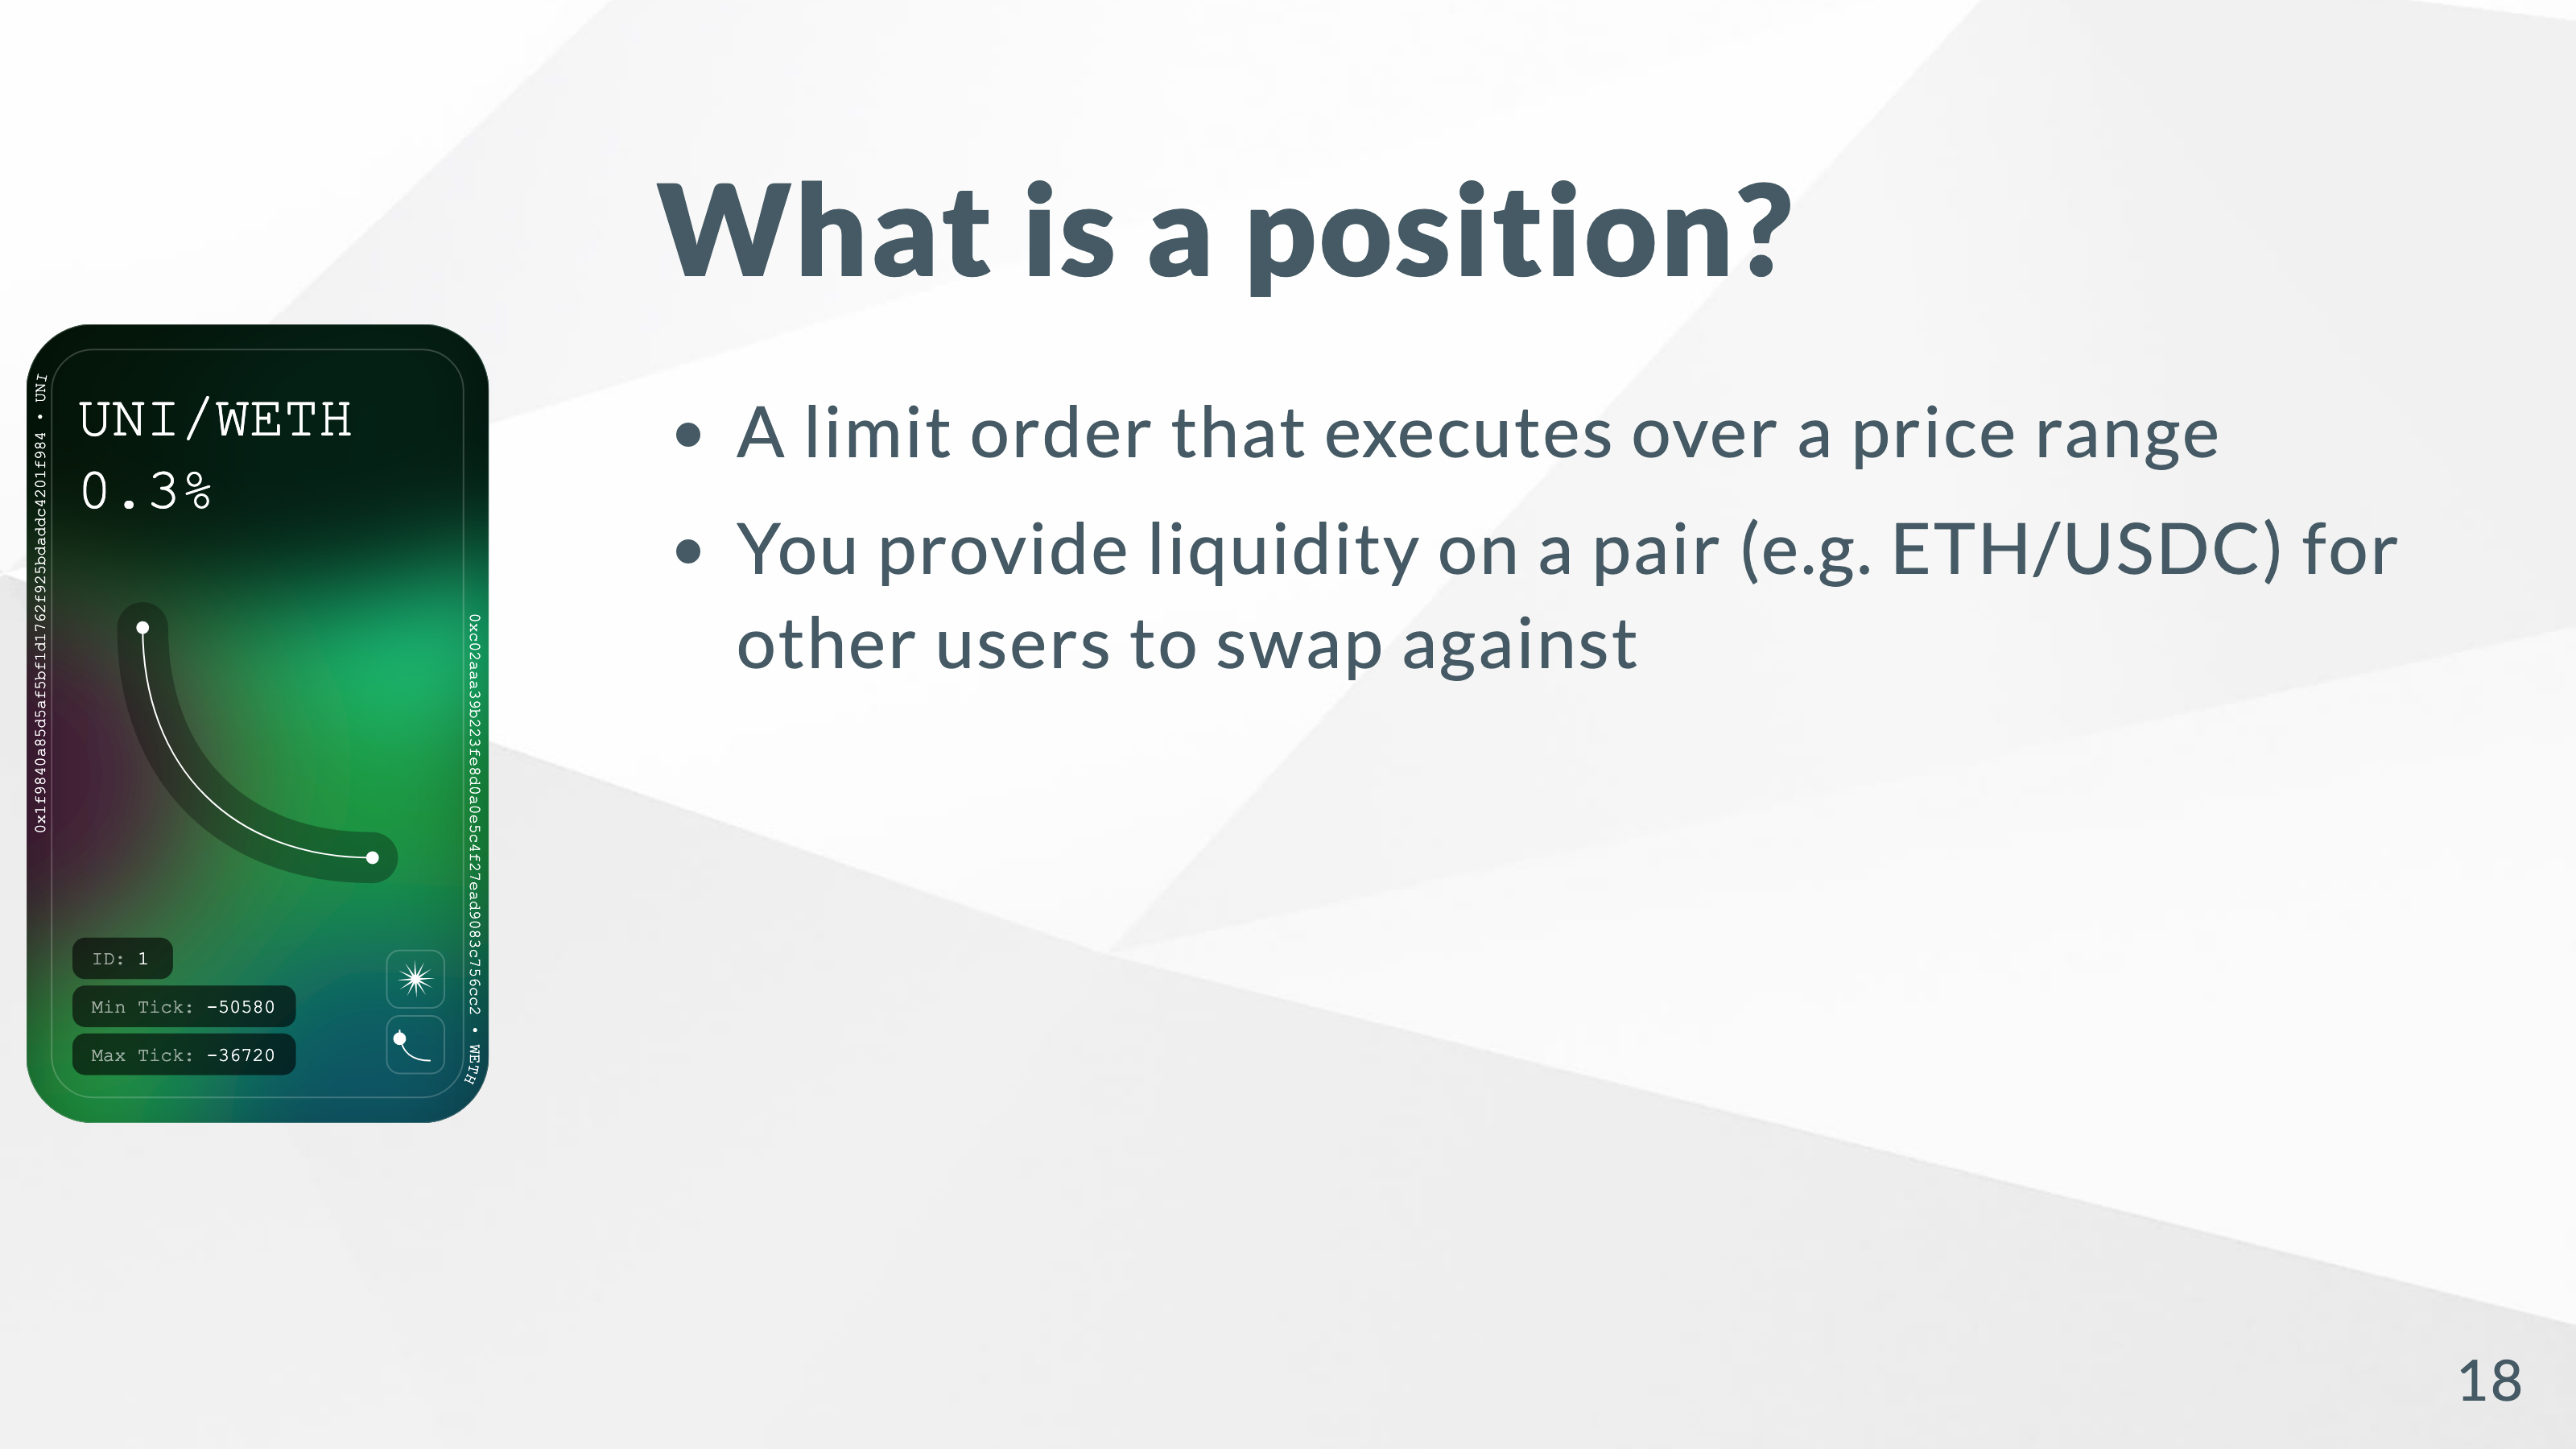 What is a position?
UNI/WETH
0.3%
0x1f9840a85d5af5bf1d1762f925bdaddc4201f984 • UNI
0xc02aaa39b223fe8d0a0e5c4f27ead9083c756cc2 • WETH
ID: 1
Min Tick: -50580
Max Tick: -36720
• A limit order that executes over a price range
• You provide liquidity on a pair (e.g. ETH/USDC) for
other users to swap against
18